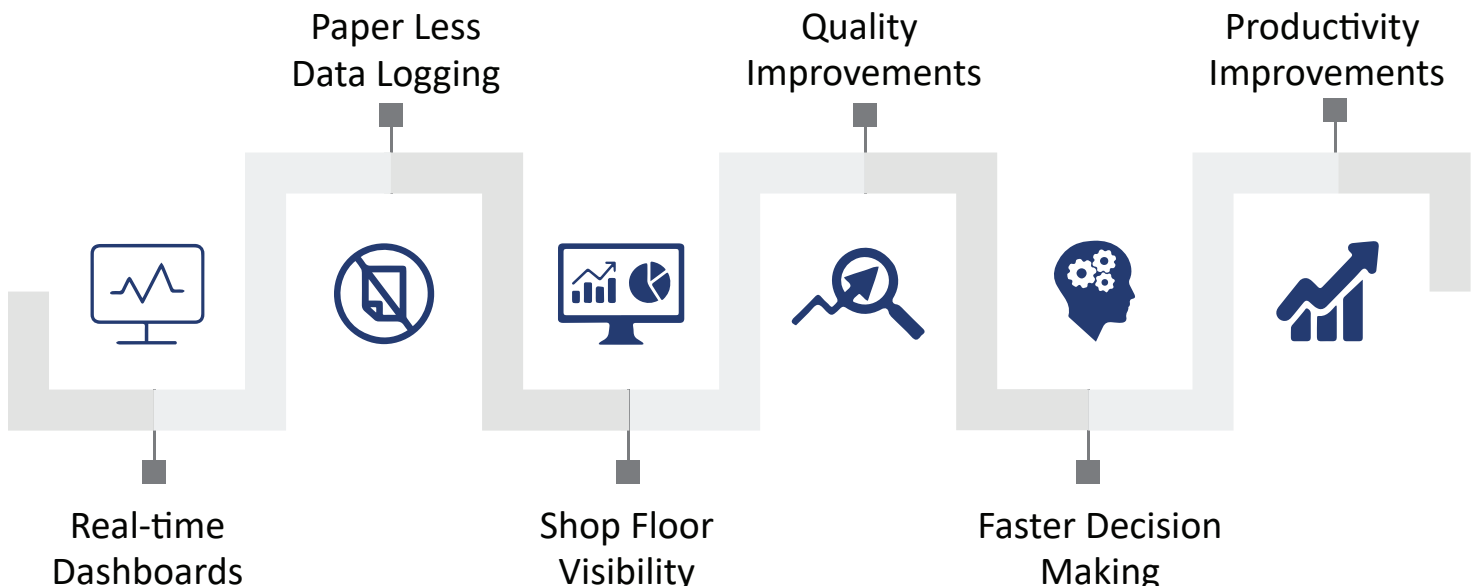 Paper Less
Data Logging
Quality
Improvements
Productivity
Improvements
Real-time
Dashboards
Shop Floor
Visibility
Faster Decision
Making